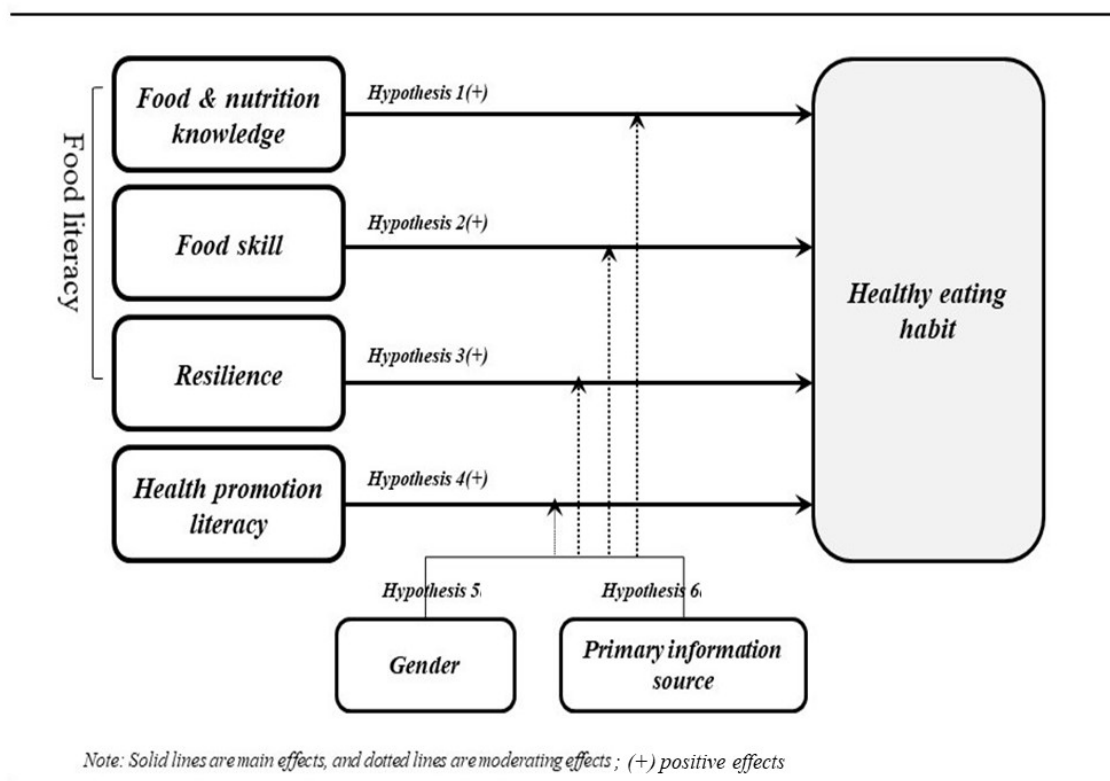 Food literacy
Food & nutrition
knowledge
Hypothesis 1(+)
Food skill
Hypothesis 2(+)
Resilience
Hypothesis 3(+)
Health promotion
literacy
Hypothesis 4(+)
Healthy eating
habit
Hypothesis 5
Hypothesis 6
Gender
Primary information
source
Note: Solid lines are main effects, and dotted lines are moderating effects ; (+) positive effects